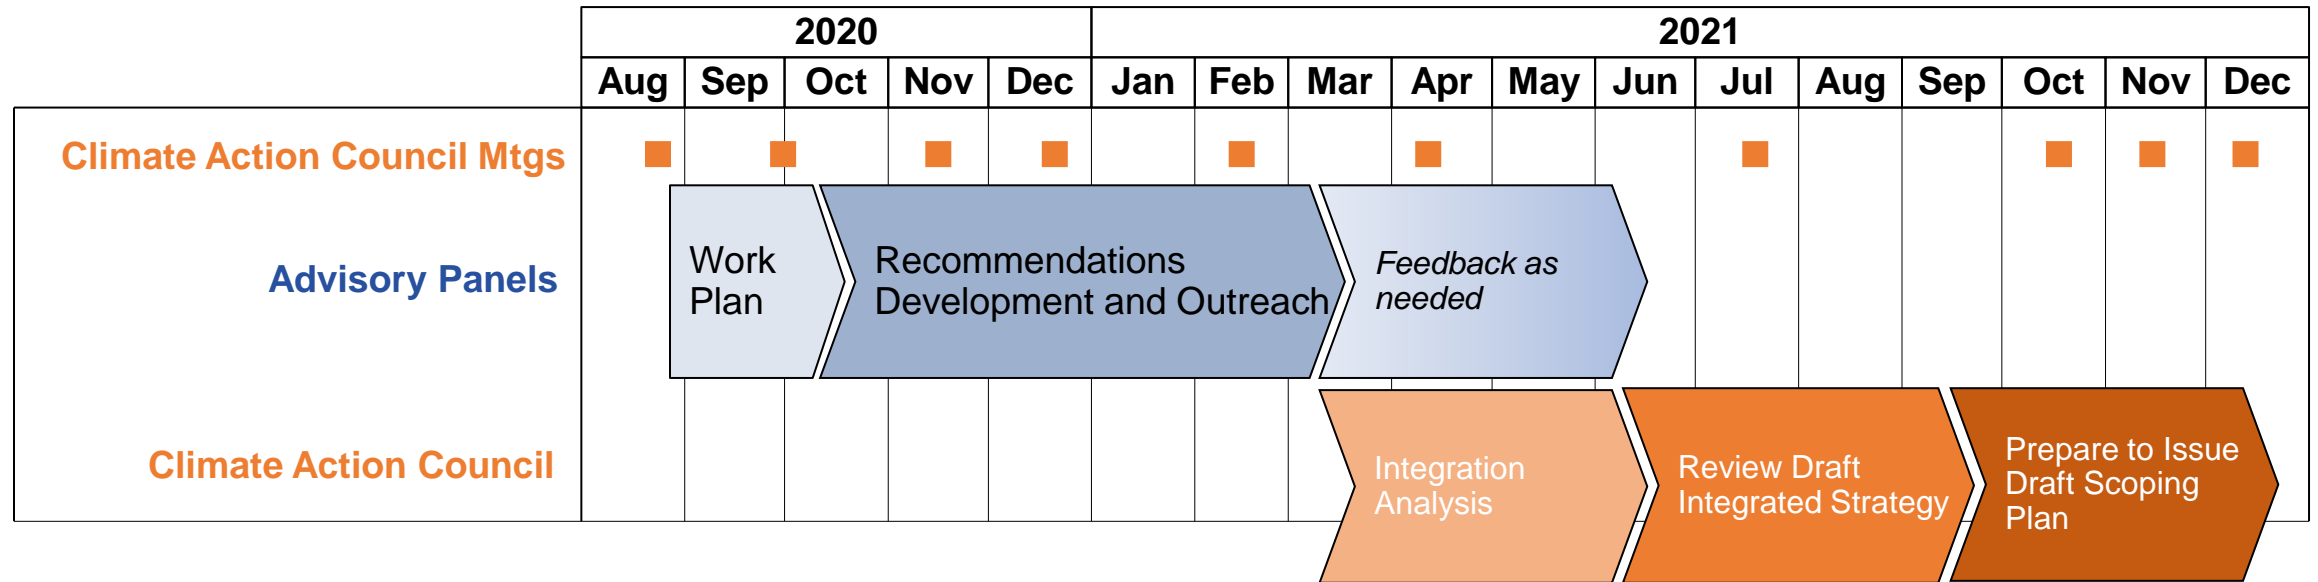 2020 2021
Aug Sep Oct Nov Dec Jan Feb Mar Apr May Jun Jul Aug Sep Oct Nov Dec
Climate Action Council Mtgs
Advisory Panels
Work
Plan
Recommendations
Development and Outreach
Feedback as
needed
Climate Action Council
Integration
Analysis
Review Draft
Integrated Strategy
Prepare to Issue
Draft Scoping
Plan